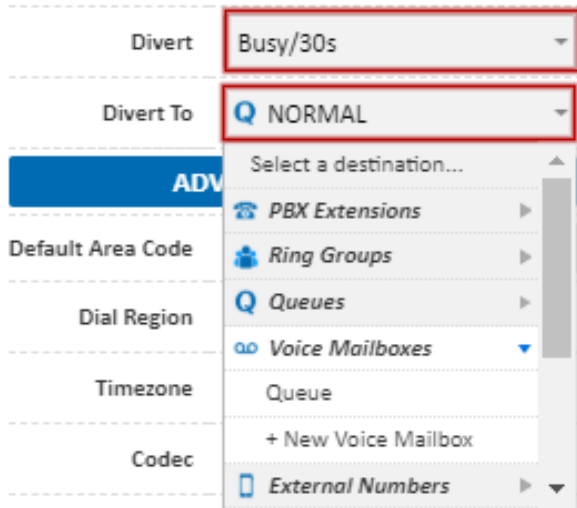 Divert Busy/30s
Divert To Q NORMAL
Select a destination...
ADV
PBX Extensions
Default Area Code
Ring Groups
Q Queues
Dial Region
Voice Mailboxes
Timezone
Queue
+ New Voice Mailbox
Codec
External Numbers